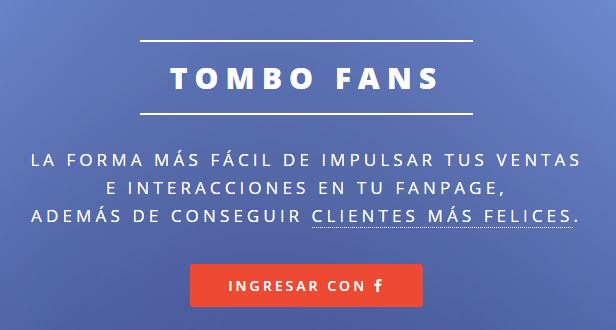 TOMBO FANS
LA FORMA MÁS FÁCIL DE IMPULSAR TUS VENTAS
E INTERACCIONES EN TU FANPAGE,
ADEMÁS DE CONSEGUIR CLIENTES MÁS FELICES.
INGRESAR CON f